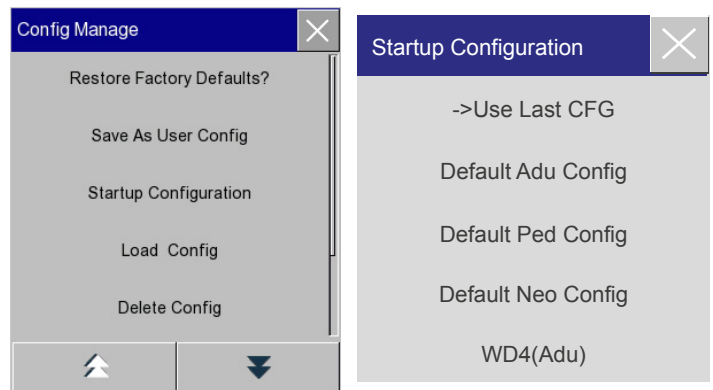 Config Manage
Restore Factory Defaults?
Save As User Config
Startup Configuration
Load Config
Delete Config
Startup Configuration
->Use Last CFG
Default Adu Config
Default Ped Config
Default Neo Config
WD4(Adu)